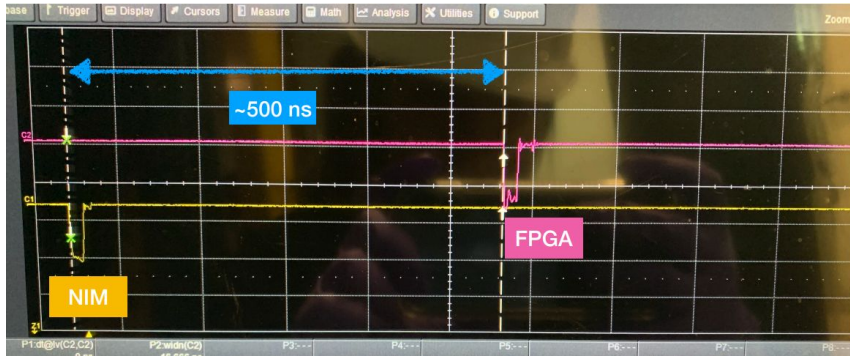 Trigger Display Cursors Measure Math Analysis Utilities Support
Zoom
~500 ns
C2
C1
FPGA
NIM
P1:dt@lv(C2,C2) P2:widn(C2) P3:--- P4:--- P5:--- P6:--- P7:--- P8:---